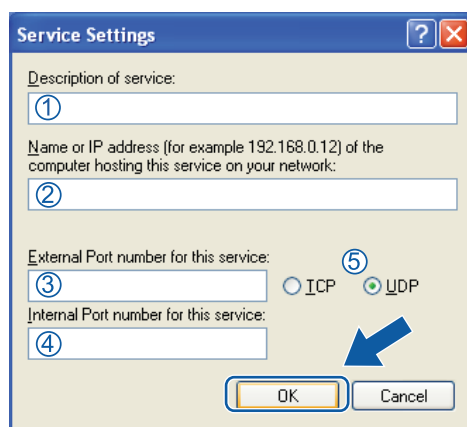 Service Settings
?
Description of service:
①
Name or IP address (for example 192.168.0.12) of the
computer hosting this service on your network:
②
External Port number for this service:
⑤
③
TCP
UDP
Internal Port number for this service:
④
OK
Cancel